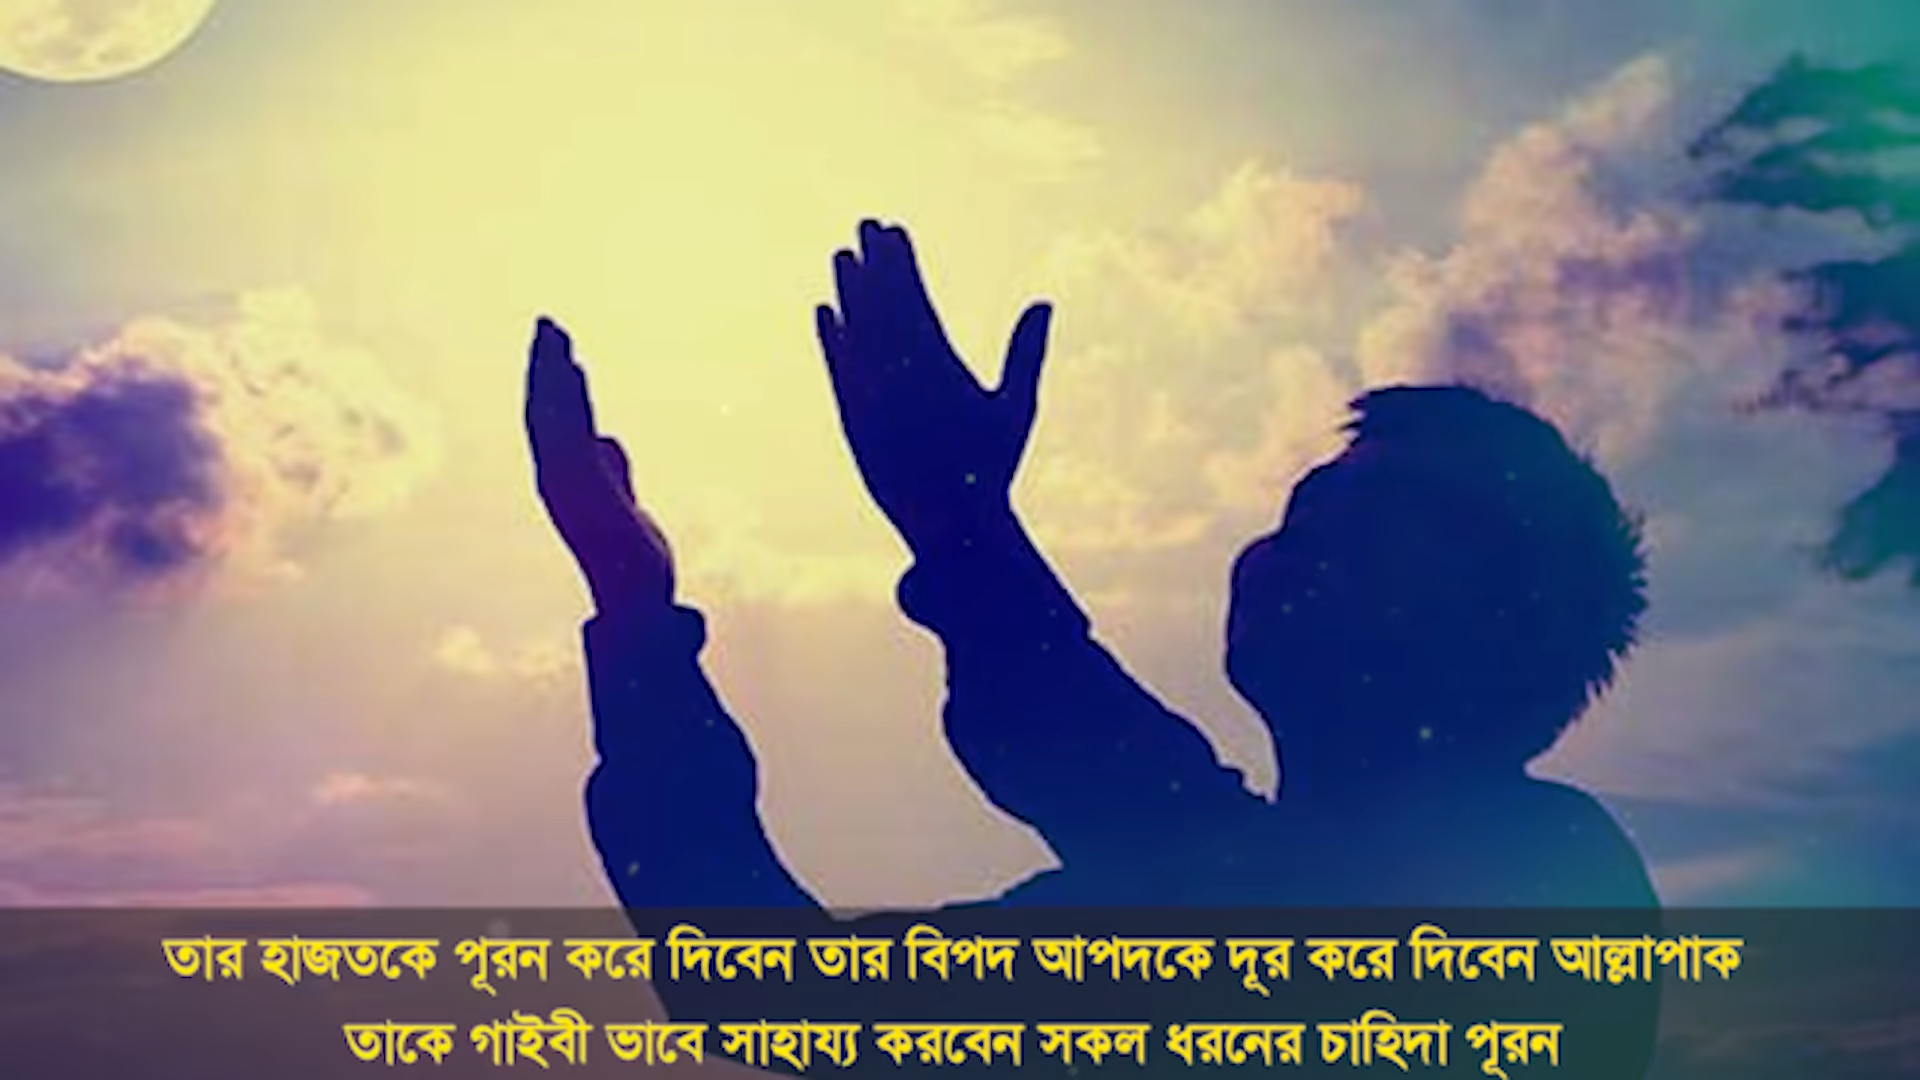 তার হাজতকে পূরন করে দিবেন তার বিপদ আপদকে দূর করে দিবেন আল্লাপাক
তাকে গাইবী ভাবে সাহায্য করবেন সকল ধরনের চাহিদা পূরন